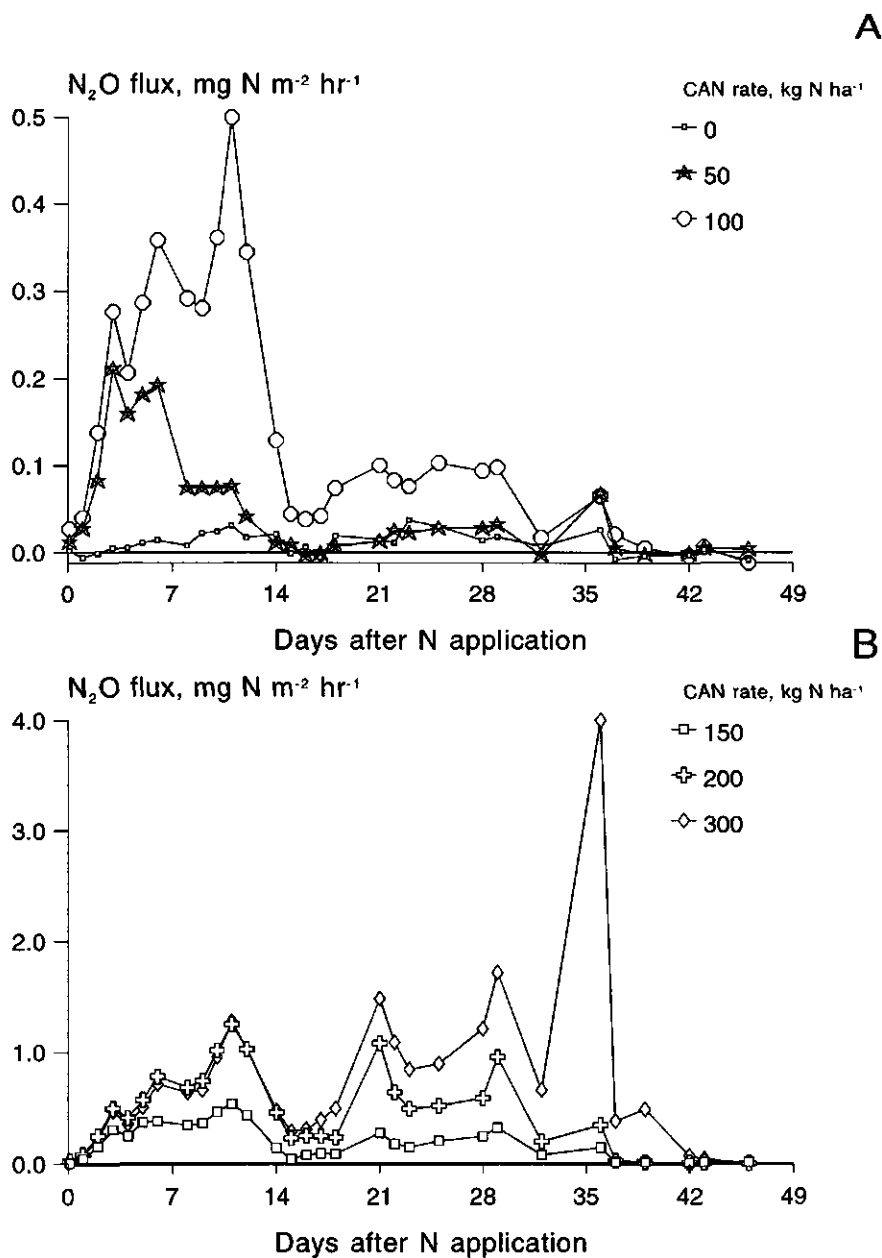 A
N₂O flux, mg N m⁻² hr⁻¹
CAN rate, kg N ha⁻¹
0
50
100
0.5
0.4
0.3
0.2
0.1
0.0
0 7 14 21 28 35 42 49
Days after N application
B
N₂O flux, mg N m⁻² hr⁻¹
CAN rate, kg N ha⁻¹
150
200
300
4.0
3.0
2.0
1.0
0.0
0 7 14 21 28 35 42 49
Days after N application